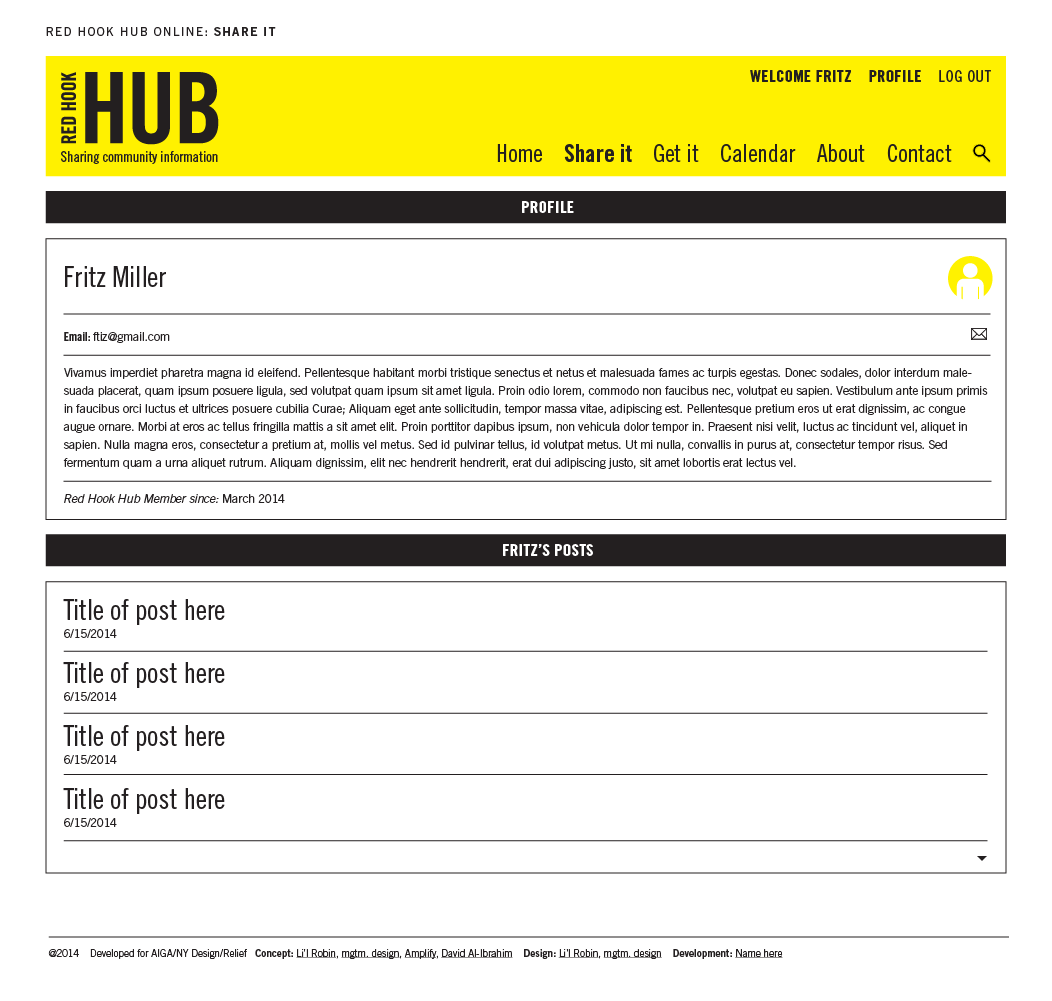 RED HOOK HUB ONLINE: SHARE IT
RED HOOK
HUB
Sharing community information
WELCOME FRITZ PROFILE LOG OUT
Home Share it Get it Calendar About Contact
PROFILE
Fritz Miller
Email: ftiz@gmail.com
Vivamus imperdiet pharetra magna id eleifend. Pellentesque habitant morbi tristique senectus et netus et malesuada fames ac turpis egestas. Donec sodales, dolor interdum male-
suada placerat, quam ipsum posuere ligula, sed volutpat quam ipsum sit amet ligula. Proin odio lorem, commodo non faucibus nec, volutpat eu sapien. Vestibulum ante ipsum primis
in faucibus orci luctus et ultrices posuere cubilia Curae; Aliquam eget ante sollicitudin, tempor massa vitae, adipiscing est. Pellentesque pretium eros ut erat dignissim, ac congue
augue ornare. Morbi at eros ac tellus fringilla mattis a sit amet elit. Proin porttitor dapibus ipsum, non vehicula dolor tempor in. Praesent nisi velit, luctus ac tincidunt vel, aliquet in
sapien. Nulla magna eros, consectetur a pretium at, mollis vel metus. Sed id pulvinar tellus, id volutpat metus. Ut mi nulla, convallis in purus at, consectetur tempor risus. Sed
fermentum quam a urna aliquet rutrum. Aliquam dignissim, elit nec hendrerit hendrerit, erat dui adipiscing justo, sit amet lobortis erat lectus vel.
Red Hook Hub Member since: March 2014
FRITZ'S POSTS
Title of post here
6/15/2014
Title of post here
6/15/2014
Title of post here
6/15/2014
Title of post here
6/15/2014
@2014 Developed for AIGA/NY Design/Relief Concept: Li'l Robin, mgtm. design, Amplify, David Al-Ibrahim Design: Li'l Robin, mgtm. design Development: Name here